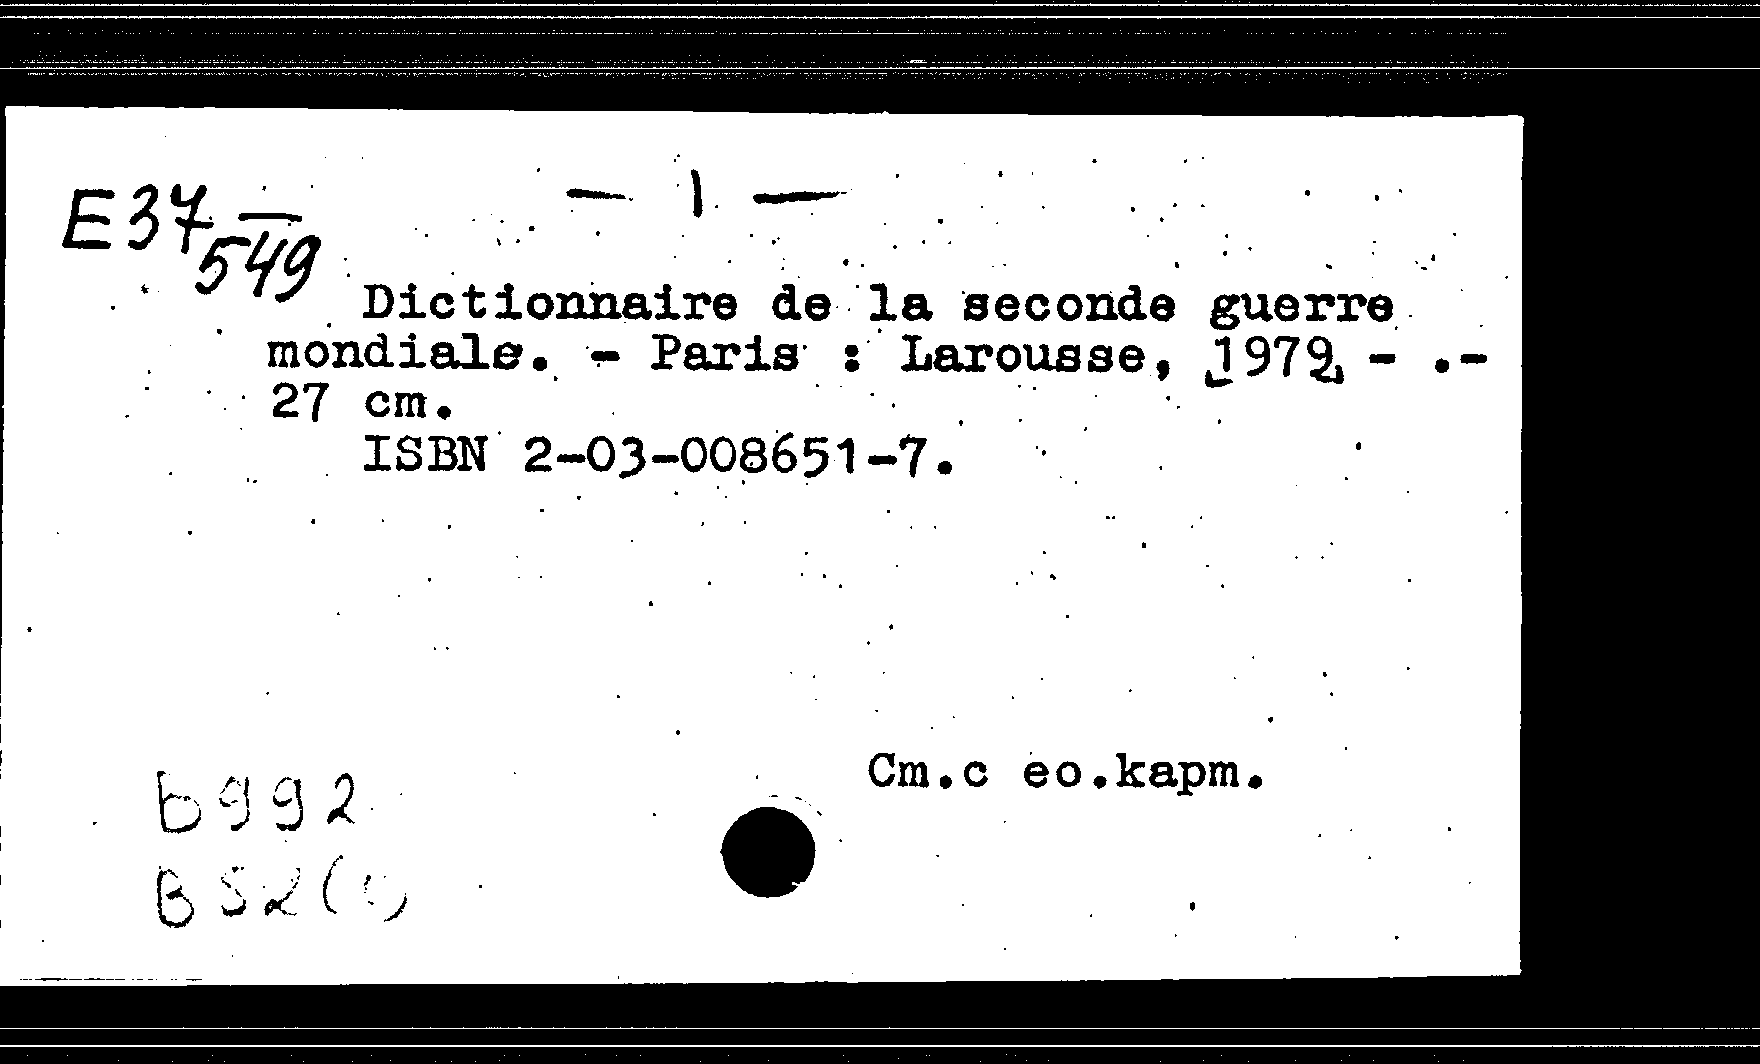 — 1 —
E37
549
Dictionnaire de la seconde guerre
mondiale. - Paris : Larousse, [1979] - .-
27 cm.
ISBN 2-03-008651-7.
Cm.c eo.kapm.
Б992
В52(1)